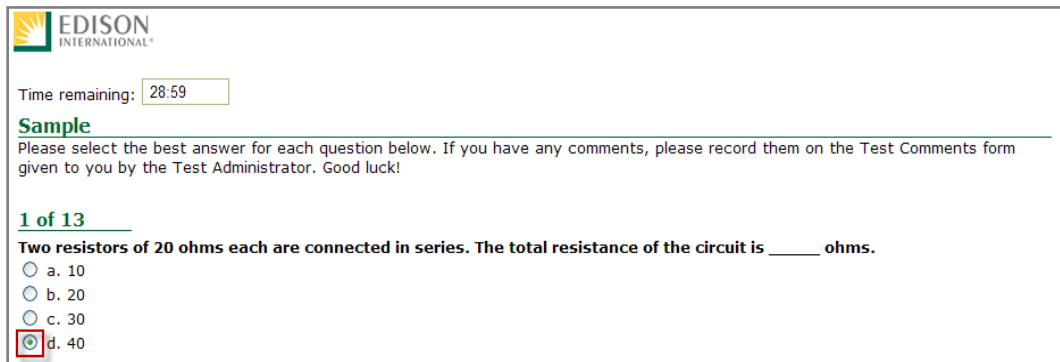 EDISON
INTERNATIONAL®
Time remaining: 28:59
Sample
Please select the best answer for each question below. If you have any comments, please record them on the Test Comments form
given to you by the Test Administrator. Good luck!
1 of 13
Two resistors of 20 ohms each are connected in series. The total resistance of the circuit is ______ ohms.
a. 10
b. 20
c. 30
d. 40